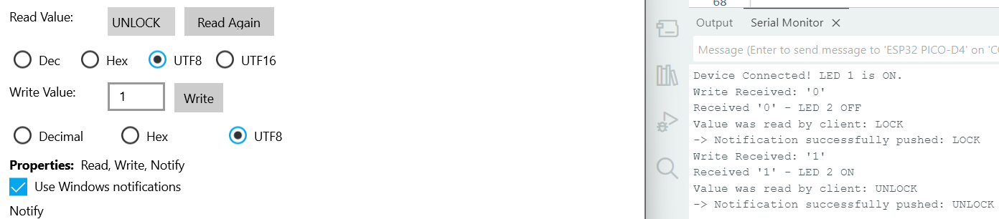 Read Value: UNLOCK Read Again
Dec Hex UTF8 UTF16
Write Value: 1 Write
Decimal Hex UTF8
Properties: Read, Write, Notify
Use Windows notifications
Notify
68
Output Serial Monitor
Message (Enter to send message to 'ESP32 PICO-D4' on 'C
Device Connected! LED 1 is ON.
Write Received: '0'
Received '0' - LED 2 OFF
Value was read by client: LOCK
-> Notification successfully pushed: LOCK
Write Received: '1'
Received '1' - LED 2 ON
Value was read by client: UNLOCK
-> Notification successfully pushed: UNLOCK